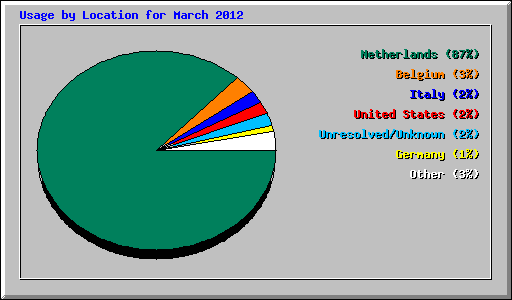 Usage by Location for March 2012
Netherlands (87%)
Belgium (3%)
Italy (2%)
United States (2%)
Unresolved/Unknown (2%)
Germany (1%)
Other (3%)